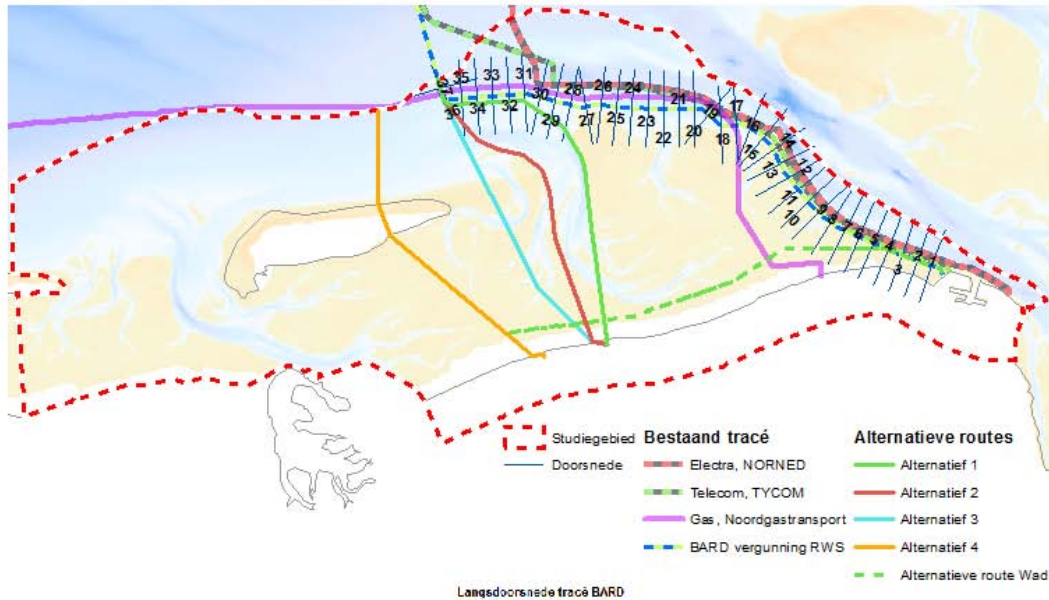 35
33
31
37
36
34
32
30
29
28
26
24
21
19
17
16
27
25
23
22
20
18
15
14
13
12
11
10
9
8
7
6
5
4
3
2
1
Studiegebied
Doorsnede
Bestaand tracé
Electra, NORNED
Telecom, TYCOM
Gas, Noordgastransport
BARD vergunning RWS
Alternatieve routes
Alternatief 1
Alternatief 2
Alternatief 3
Alternatief 4
Alternatieve route Wad
Langsdoorsnede tracé BARD